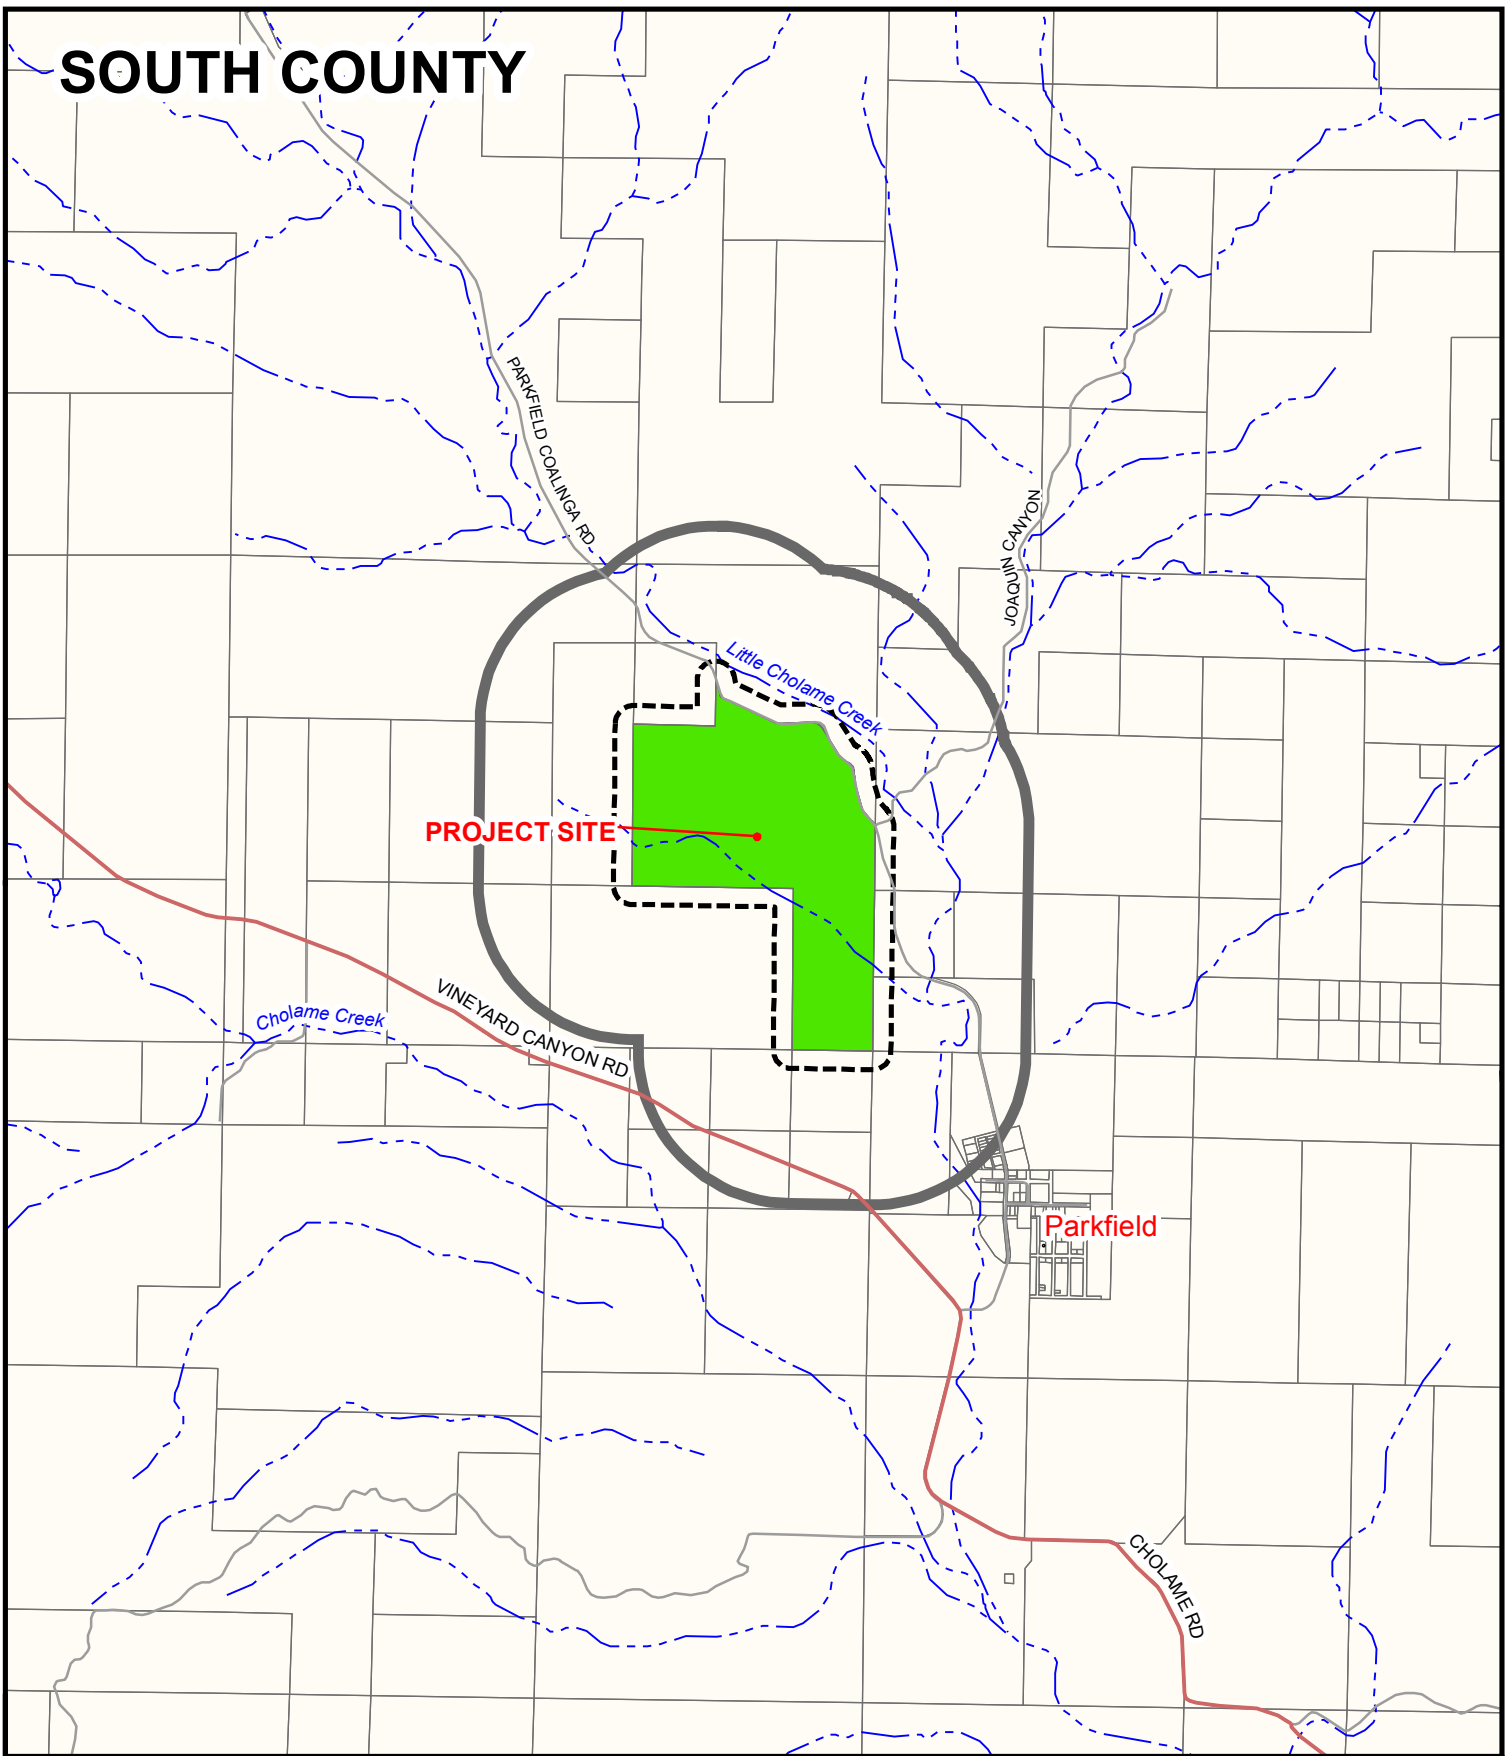 SOUTH COUNTY
PARKFIELD COALINGA RD
JOAQUIN CANYON
Little Cholame Creek
PROJECT SITE
VINEYARD CANYON RD
Cholame Creek
Parkfield
CHOLAME RD